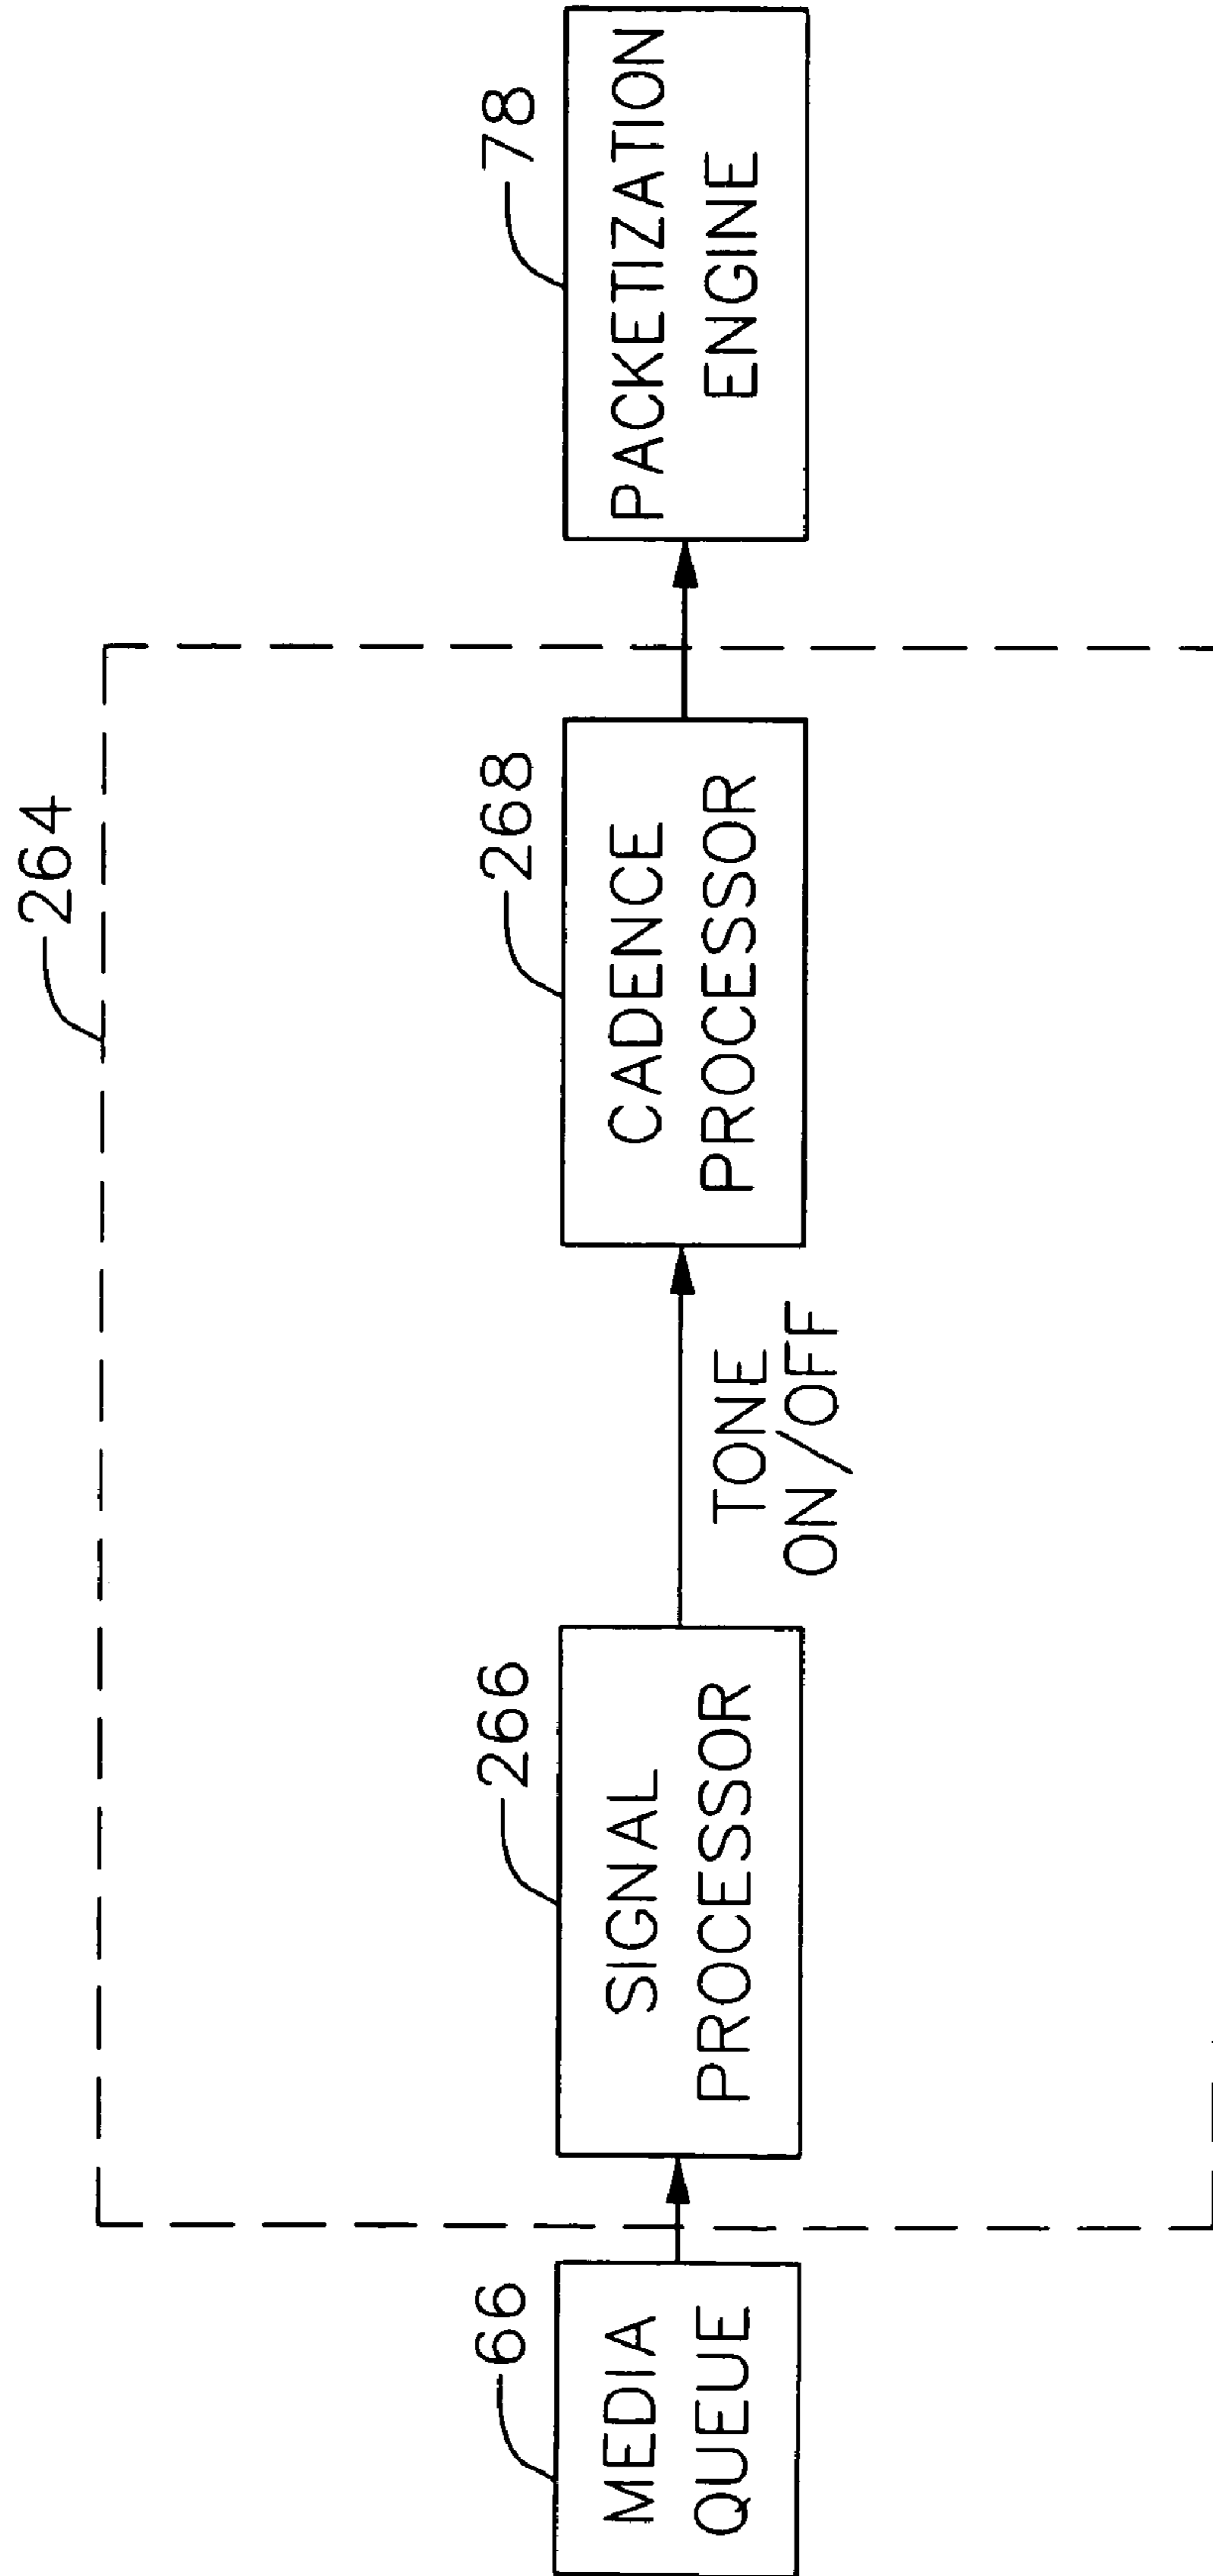 264
66
MEDIA
QUEUE
266
SIGNAL
PROCESSOR
TONE
ON/OFF
268
CADENCE
PROCESSOR
78
PACKETIZATION
ENGINE